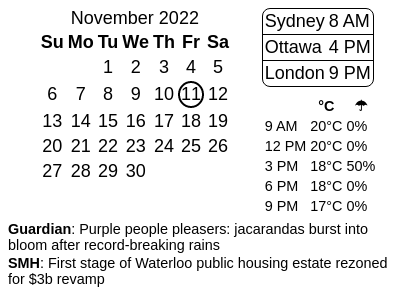 November 2022
Su Mo Tu We Th Fr Sa
1 2 3 4 5
6 7 8 9 10 11 12
13 14 15 16 17 18 19
20 21 22 23 24 25 26
27 28 29 30
Sydney 8 AM
Ottawa 4 PM
London 9 PM
°C ☂
9 AM 20°C 0%
12 PM 20°C 0%
3 PM 18°C 50%
6 PM 18°C 0%
9 PM 17°C 0%
Guardian: Purple people pleasers: jacarandas burst into
bloom after record-breaking rains
SMH: First stage of Waterloo public housing estate rezoned
for $3b revamp